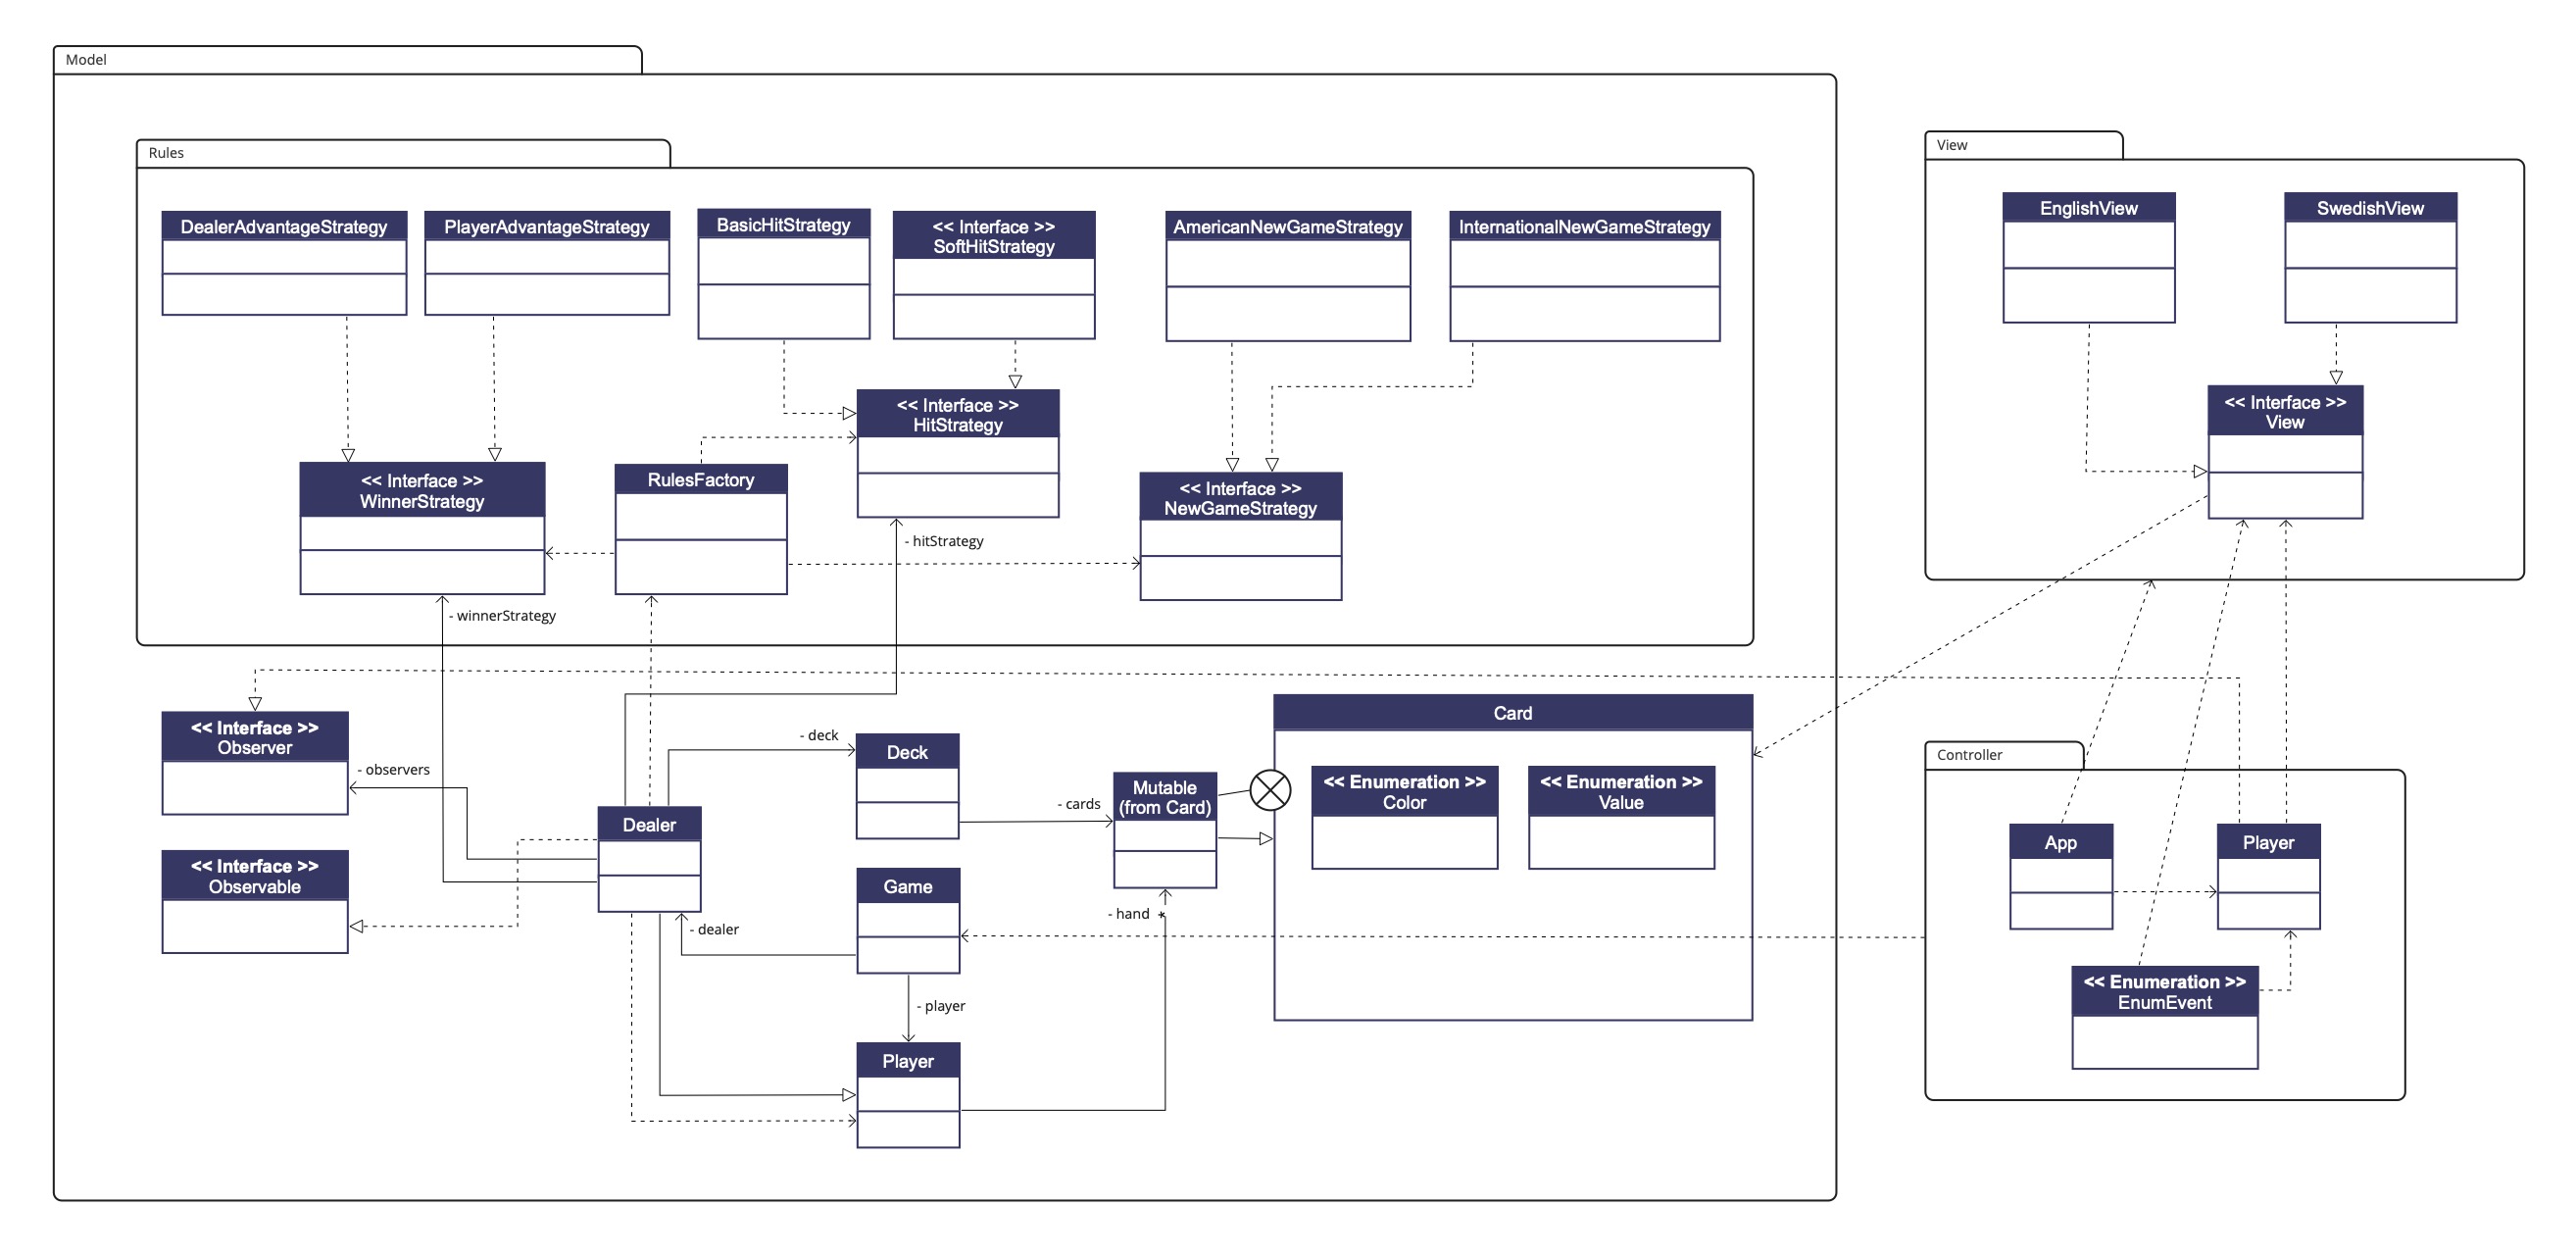 Model
Rules
DealerAdvantageStrategy
PlayerAdvantageStrategy
BasicHitStrategy
<< Interface >>
SoftHitStrategy
AmericanNewGameStrategy
InternationalNewGameStrategy
<< Interface >>
HitStrategy
<< Interface >>
WinnerStrategy
RulesFactory
<< Interface >>
NewGameStrategy
- hitStrategy
- winnerStrategy
<< Interface >>
Observer
- observers
<< Interface >>
Observable
Dealer
- deck
Deck
- cards
Mutable
(from Card)
Card
<< Enumeration >>
Color
<< Enumeration >>
Value
Game
- hand *
- dealer
- player
Player
View
EnglishView
SwedishView
<< Interface >>
View
Controller
App
Player
<< Enumeration >>
EnumEvent